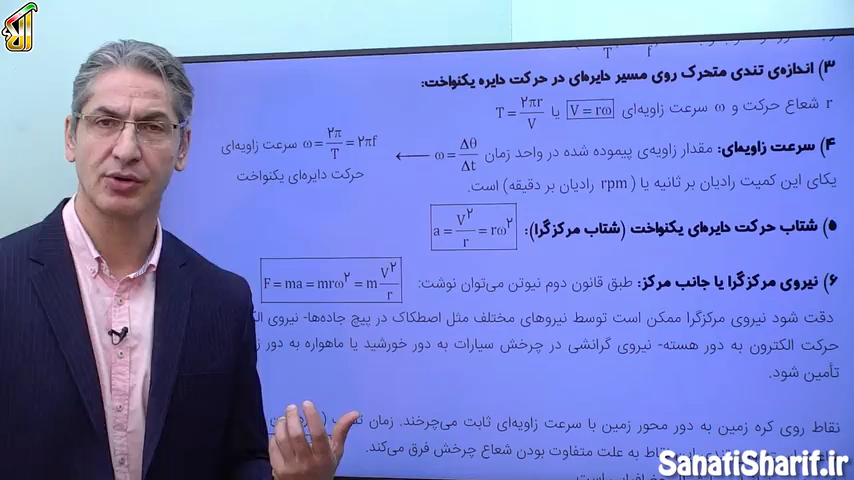 T f
۳) اندازه‌ی تندی متحرک روی مسیر دایره‌ای در حرکت دایره یکنواخت:
r شعاع حرکت و ω سرعت زاویه‌ای V = rω یا T = ۲πr/V
۴) سرعت زاویه‌ای: مقدار زاویه‌ی پیموده شده در واحد زمان ω = Δθ/Δt ← ω = ۲π/T = ۲πf سرعت زاویه‌ای
حرکت دایره‌ای یکنواخت
یکای این کمیت رادیان بر ثانیه یا (rpm رادیان بر دقیقه) است.
۵) شتاب حرکت دایره‌ای یکنواخت (شتاب مرکزگرا): a = V²/r = rω²
۶) نیروی مرکزگرا یا جانب مرکز: طبق قانون دوم نیوتن می‌توان نوشت: F = ma = mrω² = m V²/r
دقت شود نیروی مرکزگرا ممکن است توسط نیروهای مختلف مثل اصطکاک در پیچ جاده‌ها- نیروی
حرکت الکترون به دور هسته- نیروی گرانشی در چرخش سیارات به دور خورشید یا ماهواره به دور
تأمین شود.
نقاط روی کره زمین به دور محور زمین با سرعت زاویه‌ای ثابت می‌چرخند. زمان
نقاط به علت متفاوت بودن شعاع چرخش فرق می‌کند.
SanatiSharif.ir